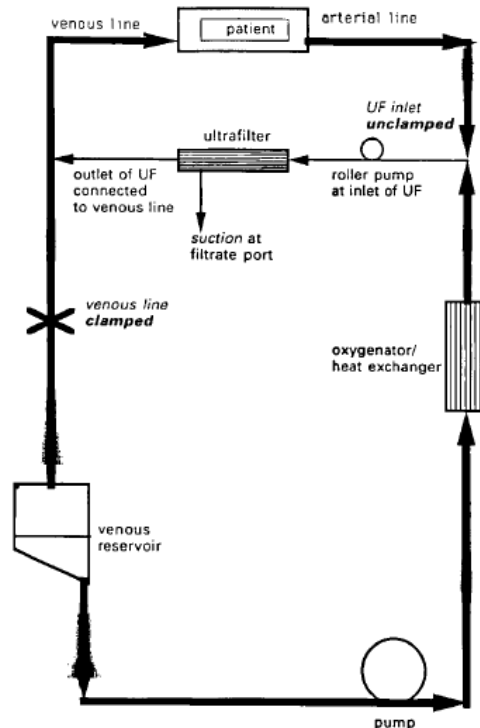 venous line
patient
arterial line
UF inlet
unclamped
ultrafilter
outlet of UF
connected
to venous line
roller pump
at inlet of UF
suction at
filtrate port
venous line
clamped
oxygenator/
heat exchanger
venous
reservoir
pump